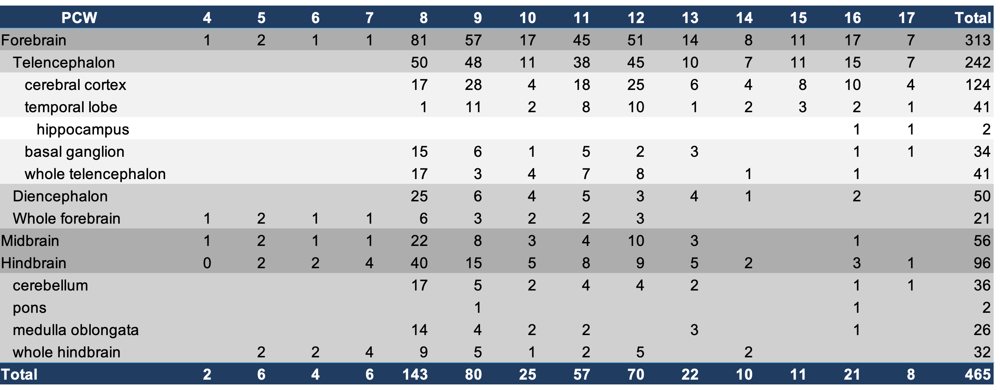 PCW 4 5 6 7 8 9 10 11 12 13 14 15 16 17 Total
Forebrain 1 2 1 1 81 57 17 45 51 14 8 11 17 7 313
Telencephalon 50 48 11 38 45 10 7 11 15 7 242
cerebral cortex 17 28 4 18 25 6 4 8 10 4 124
temporal lobe 1 11 2 8 10 1 2 3 2 1 41
hippocampus 1 1 2
basal ganglion 15 6 1 5 2 3 1 1 34
whole telencephalon 17 3 4 7 8 1 1 41
Diencephalon 25 6 4 5 3 4 1 2 50
Whole forebrain 1 2 1 1 6 3 2 2 3 21
Midbrain 1 2 1 1 22 8 3 4 10 3 1 56
Hindbrain 0 2 2 4 40 15 5 8 9 5 2 3 1 96
cerebellum 17 5 2 4 4 2 1 1 36
pons 1 1 2
medulla oblongata 14 4 2 2 3 1 26
whole hindbrain 2 2 4 9 5 1 2 5 2 32
Total 2 6 4 6 143 80 25 57 70 22 10 11 21 8 465